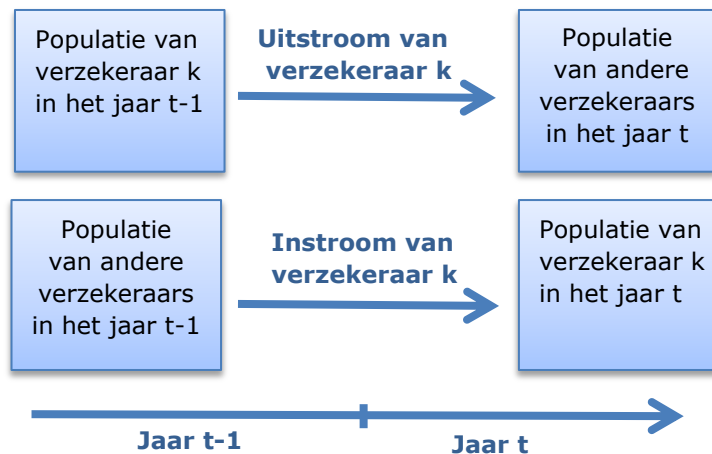 Populatie van
verzekeraar k
in het jaar t-1
Uitstroom van
verzekeraar k
Populatie
van andere
verzekeraars
in het jaar t
Populatie
van andere
verzekeraars
in het jaar t-1
Instroom van
verzekeraar k
Populatie van
verzekeraar k
in het jaar t
Jaar t-1
Jaar t